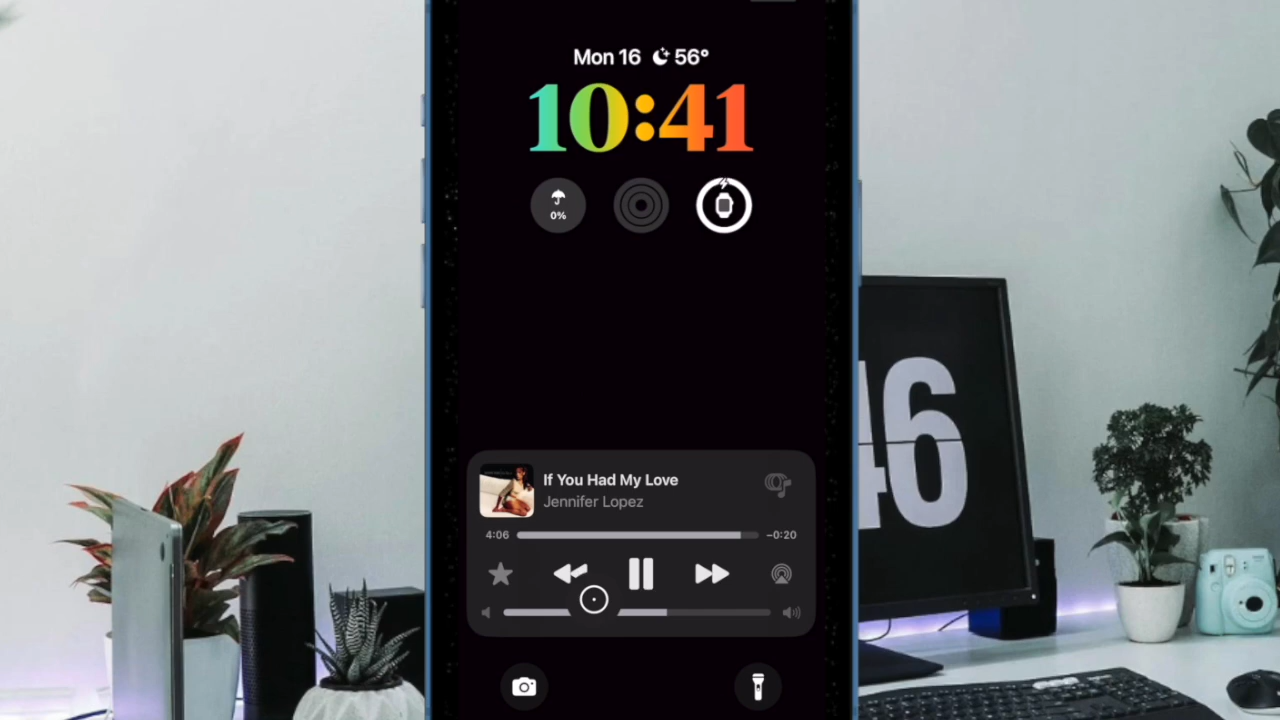 Mon 16 56°
10:41
0%
If You Had My Love
Jennifer Lopez
4:06 −0:20
46